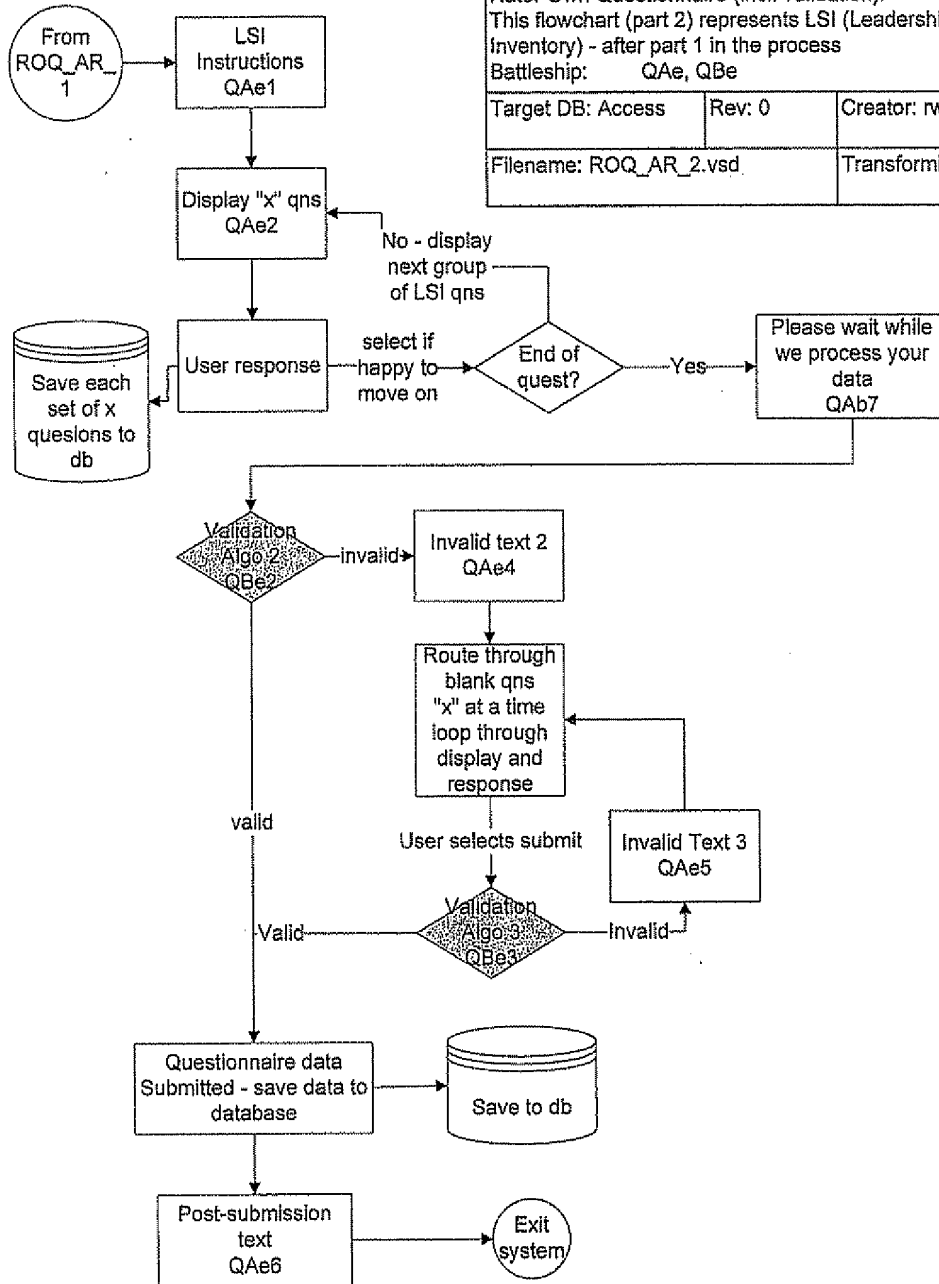 From
ROQ_AR_
1
LSI
Instructions
QAe1
This flowchart (part 2) represents LSI (Leadershi
Inventory) - after part 1 in the process
Battleship: QAe, QBe
Target DB: Access
Rev: 0
Creator: rw
Filename: ROQ_AR_2.vsd
Transformi
Display "x" qns
QAe2
No - display
next group
of LSI qns
Save each
set of x
quesions to
db
User response
select if
happy to
move on
End of
quest?
Yes
Please wait while
we process your
data
QAb7
Validation
Algo 2
QBe2
invalid
Invalid text 2
QAe4
Route through
blank qns
"x" at a time
loop through
display and
response
valid
User selects submit
Invalid Text 3
QAe5
Valid
Validation
Algo 3
QBe3
Invalid
Questionnaire data
Submitted - save data to
database
Save to db
Post-submission
text
QAe6
Exit
system